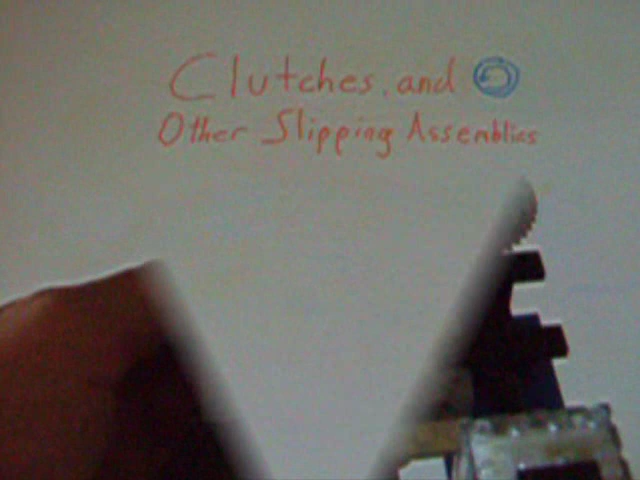 Clutches, and
Other Slipping Assemblies